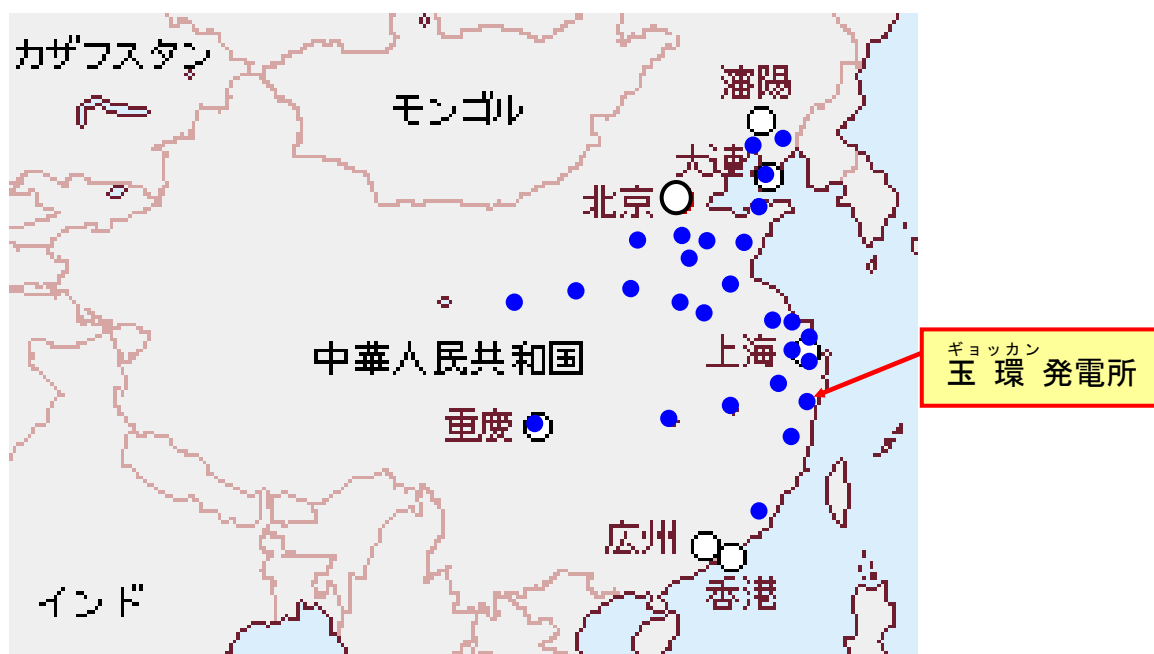 カザフスタン
モンゴル
瀋陽
大連
北京
中華人民共和国
上海
ギョッカン
玉環発電所
重慶
広州
香港
インド